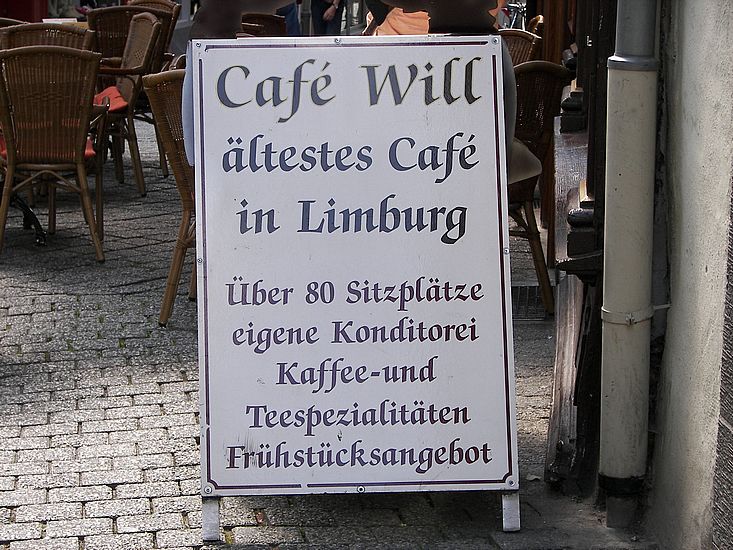 Café Will
ältestes Café
in Limburg
Über 80 Sitzplätze
eigene Konditorei
Kaffee-und
Teespezialitäten
Frühstücksangebot